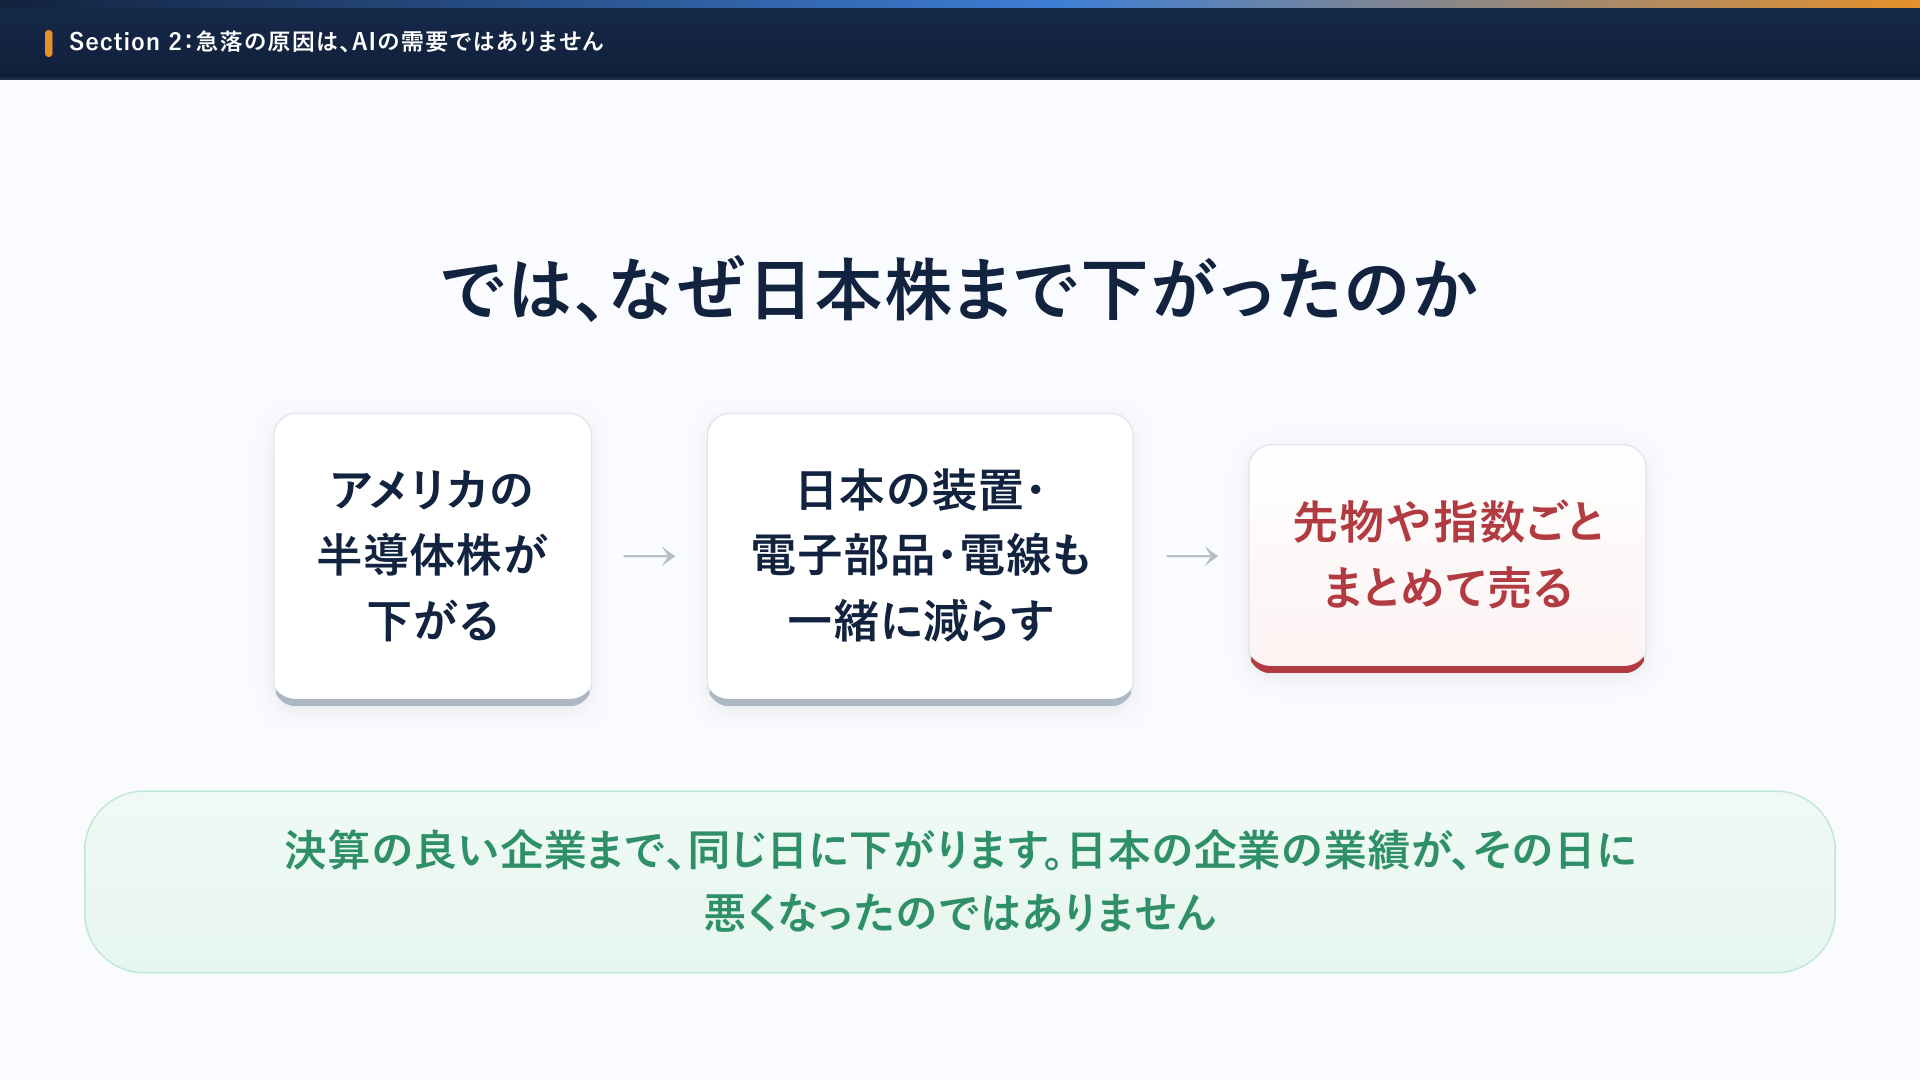 Section 2：急落の原因は、AIの需要ではありません
では、なぜ日本株まで下がったのか
アメリカの
半導体株が
下がる
→
日本の装置・
電子部品・電線も
一緒に減らす
→
先物や指数ごと
まとめて売る
決算の良い企業まで、同じ日に下がります。日本の企業の業績が、その日に
悪くなったのではありません